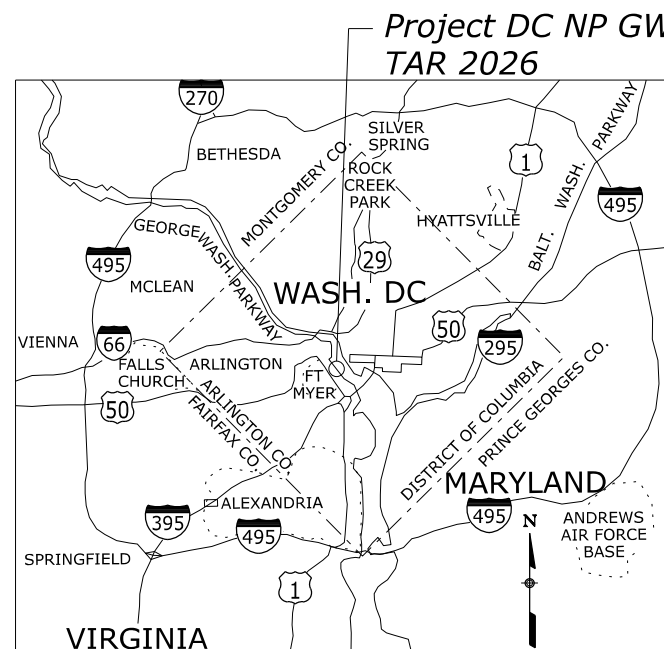 Project DC NP GW
TAR 2026
270
SILVER
SPRING
BETHESDA
MONTGOMERY CO.
ROCK
CREEK
PARK
1
BALT. WASH. PARKWAY
495
HYATTSVILLE
GEORGE WASH. PARKWAY
29
495
MCLEAN
WASH. DC
50
VIENNA
66
295
FALLS
CHURCH
ARLINGTON
FT
MYER
50
ARLINGTON CO.
FAIRFAX CO.
DISTRICT OF COLUMBIA
PRINCE GEORGES CO.
MARYLAND
ALEXANDRIA
395
495
495
N
ANDREWS
AIR FORCE
BASE
SPRINGFIELD
1
VIRGINIA